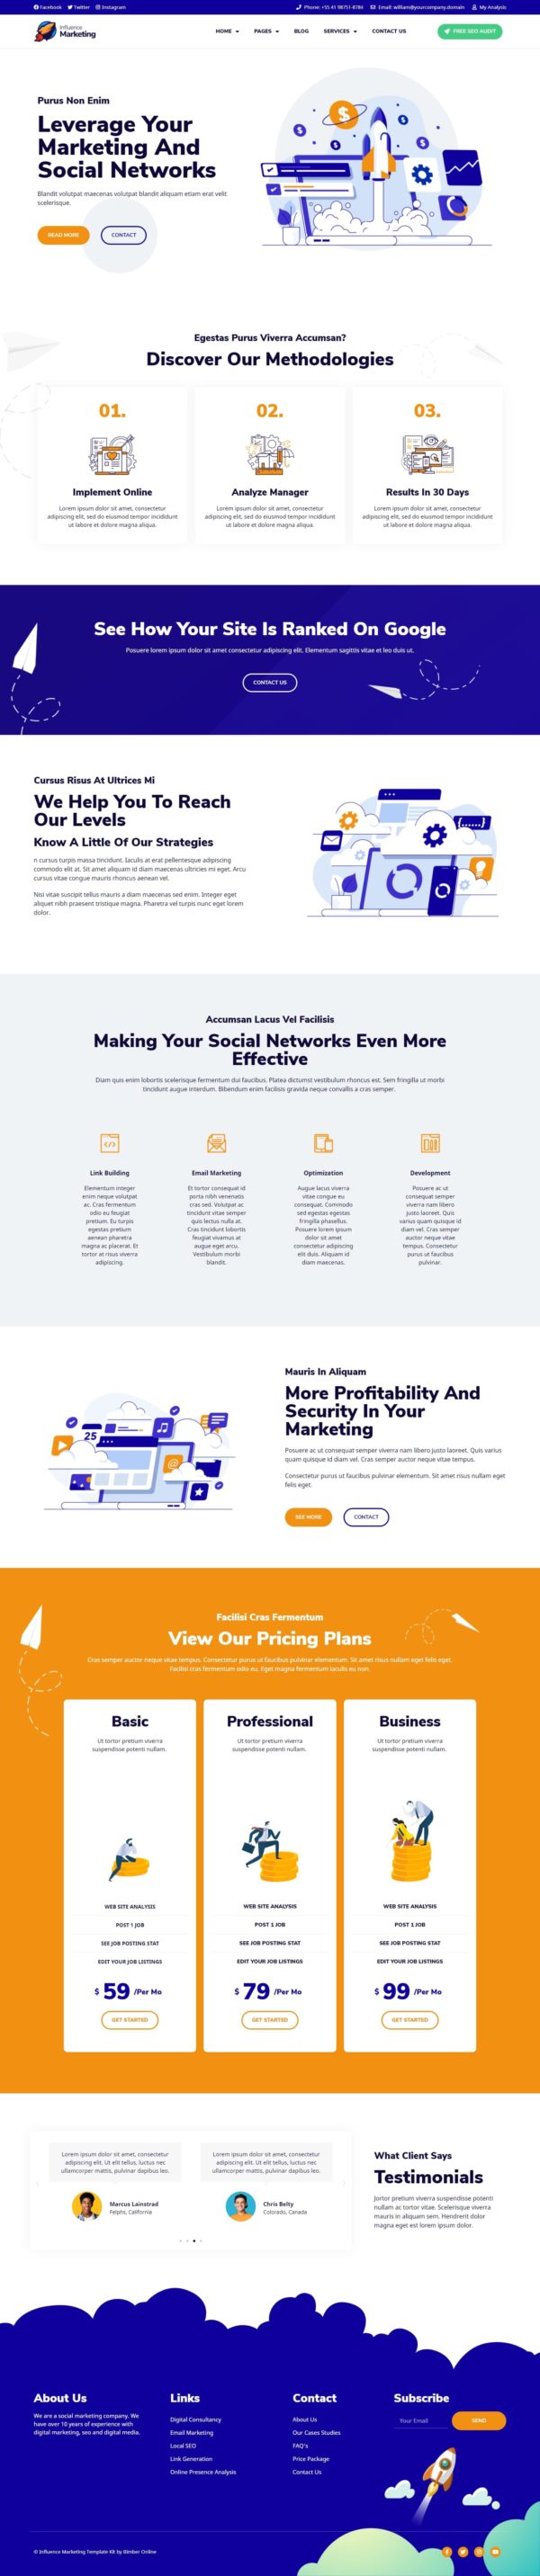 Facebook Twitter Instagram Phone: +55 41 98751-8784 Email: william@yourcompany.domain My Analysis
Influence
Marketing
HOME PAGES BLOG SERVICES CONTACT US FREE SEO AUDIT
Purus Non Enim
Leverage Your
Marketing And
Social Networks
Blandit volutpat maecenas volutpat blandit aliquam etiam erat velit
scelerisque.
READ MORE CONTACT
Egestas Purus Viverra Accumsan?
Discover Our Methodologies
01.
Implement Online
Lorem ipsum dolor sit amet, consectetur
adipiscing elit, sed do eiusmod tempor incididunt
ut labore et dolore magna aliqua.
02.
Analyze Manager
Lorem ipsum dolor sit amet, consectetur
adipiscing elit, sed do eiusmod tempor incididunt
ut labore et dolore magna aliqua.
03.
Results In 30 Days
Lorem ipsum dolor sit amet, consectetur
adipiscing elit, sed do eiusmod tempor incididunt
ut labore et dolore magna aliqua.
See How Your Site Is Ranked On Google
Posuere lorem ipsum dolor sit amet consectetur adipiscing elit. Elementum sagittis vitae et leo duis ut.
CONTACT US
Cursus Risus At Ultrices Mi
We Help You To Reach
Our Levels
Know A Little Of Our Strategies
n cursus turpis massa tincidunt. Iaculis at erat pellentesque adipiscing
commodo elit at. Sit amet aliquam id diam maecenas ultricies mi eget. Arcu
cursus vitae congue mauris rhoncus aenean vel.
Nisi vitae suscipit tellus mauris a diam maecenas sed enim. Integer eget
aliquet nibh praesent tristique magna. Pharetra vel turpis nunc eget lorem
dolor.
Accumsan Lacus Vel Facilisis
Making Your Social Networks Even More
Effective
Diam quis enim lobortis scelerisque fermentum dui faucibus. Platea dictumst vestibulum rhoncus est. Sem fringilla ut morbi
tincidunt augue interdum. Bibendum enim facilisis gravida neque convallis a cras semper.
Link Building
Elementum integer
enim neque volutpat
ac. Cras fermentum
odio eu feugiat
pretium. Eu turpis
egestas pretium
aenean pharetra
magna ac placerat. Et
tortor at risus viverra
adipiscing.
Email Marketing
Et tortor consequat id
porta nibh venenatis
cras sed. Volutpat ac
tincidunt vitae semper
quis lectus nulla at.
Cras tincidunt lobortis
feugiat vivamus at
augue eget arcu.
Vestibulum morbi
blandit.
Optimization
Augue lacus viverra
vitae congue eu
consequat. Commodo
sed egestas egestas
fringilla phasellus.
Posuere lorem ipsum
dolor sit amet
consectetur adipiscing
elit duis. Aliquam id
diam maecenas.
Development
Posuere ac ut
consequat semper
viverra nam libero
justo laoreet. Quis
varius quam quisque id
diam vel. Cras semper
auctor neque vitae
tempus. Consectetur
purus ut faucibus
pulvinar.
25
Mauris In Aliquam
More Profitability And
Security In Your
Marketing
Posuere ac ut consequat semper viverra nam libero justo laoreet. Quis varius
quam quisque id diam vel. Cras semper auctor neque vitae tempus.
Consectetur purus ut faucibus pulvinar elementum. Sit amet risus nullam eget
felis eget.
SEE MORE CONTACT
Facilisi Cras Fermentum
View Our Pricing Plans
Cras semper auctor neque vitae tempus. Consectetur purus ut faucibus pulvinar elementum. Sit amet risus nullam eget felis eget.
Facilisi cras fermentum odio eu. Eget magna fermentum iaculis eu non.
Basic
Ut tortor pretium viverra
suspendisse potenti nullam.
WEB SITE ANALYSIS
POST 1 JOB
SEE JOB POSTING STAT
EDIT YOUR JOB LISTINGS
$ 59 /Per Mo
GET STARTED
Professional
Ut tortor pretium viverra
suspendisse potenti nullam.
WEB SITE ANALYSIS
POST 1 JOB
SEE JOB POSTING STAT
EDIT YOUR JOB LISTINGS
$ 79 /Per Mo
GET STARTED
Business
Ut tortor pretium viverra
suspendisse potenti nullam.
WEB SITE ANALYSIS
POST 1 JOB
SEE JOB POSTING STAT
EDIT YOUR JOB LISTINGS
$ 99 /Per Mo
GET STARTED
Lorem ipsum dolor sit amet, consectetur
adipiscing elit. Ut elit tellus, luctus nec
ullamcorper mattis, pulvinar dapibus leo.
Marcus Lainstrad
Felphs, California
Lorem ipsum dolor sit amet, consectetur
adipiscing elit. Ut elit tellus, luctus nec
ullamcorper mattis, pulvinar dapibus leo.
Chris Belty
Colorado, Canada
What Client Says
Testimonials
Jortor pretium viverra suspendisse potenti
nullam ac tortor vitae. Scelerisque viverra
mauris in aliquam sem. Hendrerit dolor
magna eget est lorem ipsum dolor.
About Us
We are a social marketing company. We
have over 10 years of experience with
digital marketing, seo and digital media.
Links
Digital Consultancy
Email Marketing
Local SEO
Link Generation
Online Presence Analysis
Contact
About Us
Our Cases Studies
FAQ's
Price Package
Contact Us
Subscribe
Your Email SEND
© Influence Marketing Template Kit by Bimber Online